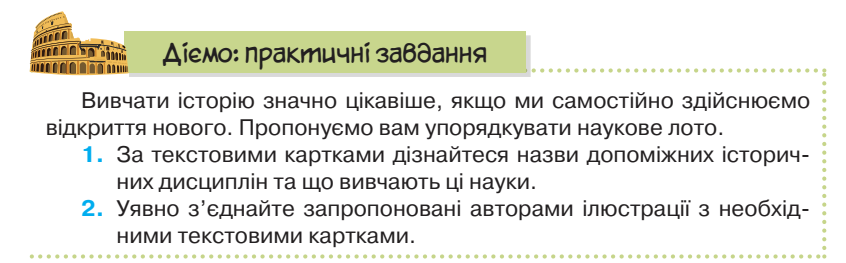 Діємо: практичні завдання
Вивчати історію значно цікавіше, якщо ми самостійно здійснюємо
відкриття нового. Пропонуємо вам упорядкувати наукове лото.
1. За текстовими картками дізнайтеся назви допоміжних історич-
них дисциплін та що вивчають ці науки.
2. Уявно з’єднайте запропоновані авторами ілюстрації з необхід-
ними текстовими картками.